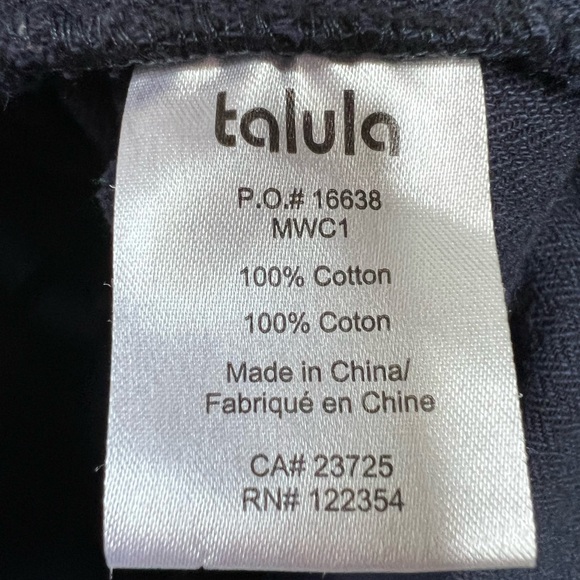 talula
P.O.# 16638
MWC1
100% Cotton
100% Coton
Made in China/
Fabriqué en Chine
CA# 23725
RN# 122354